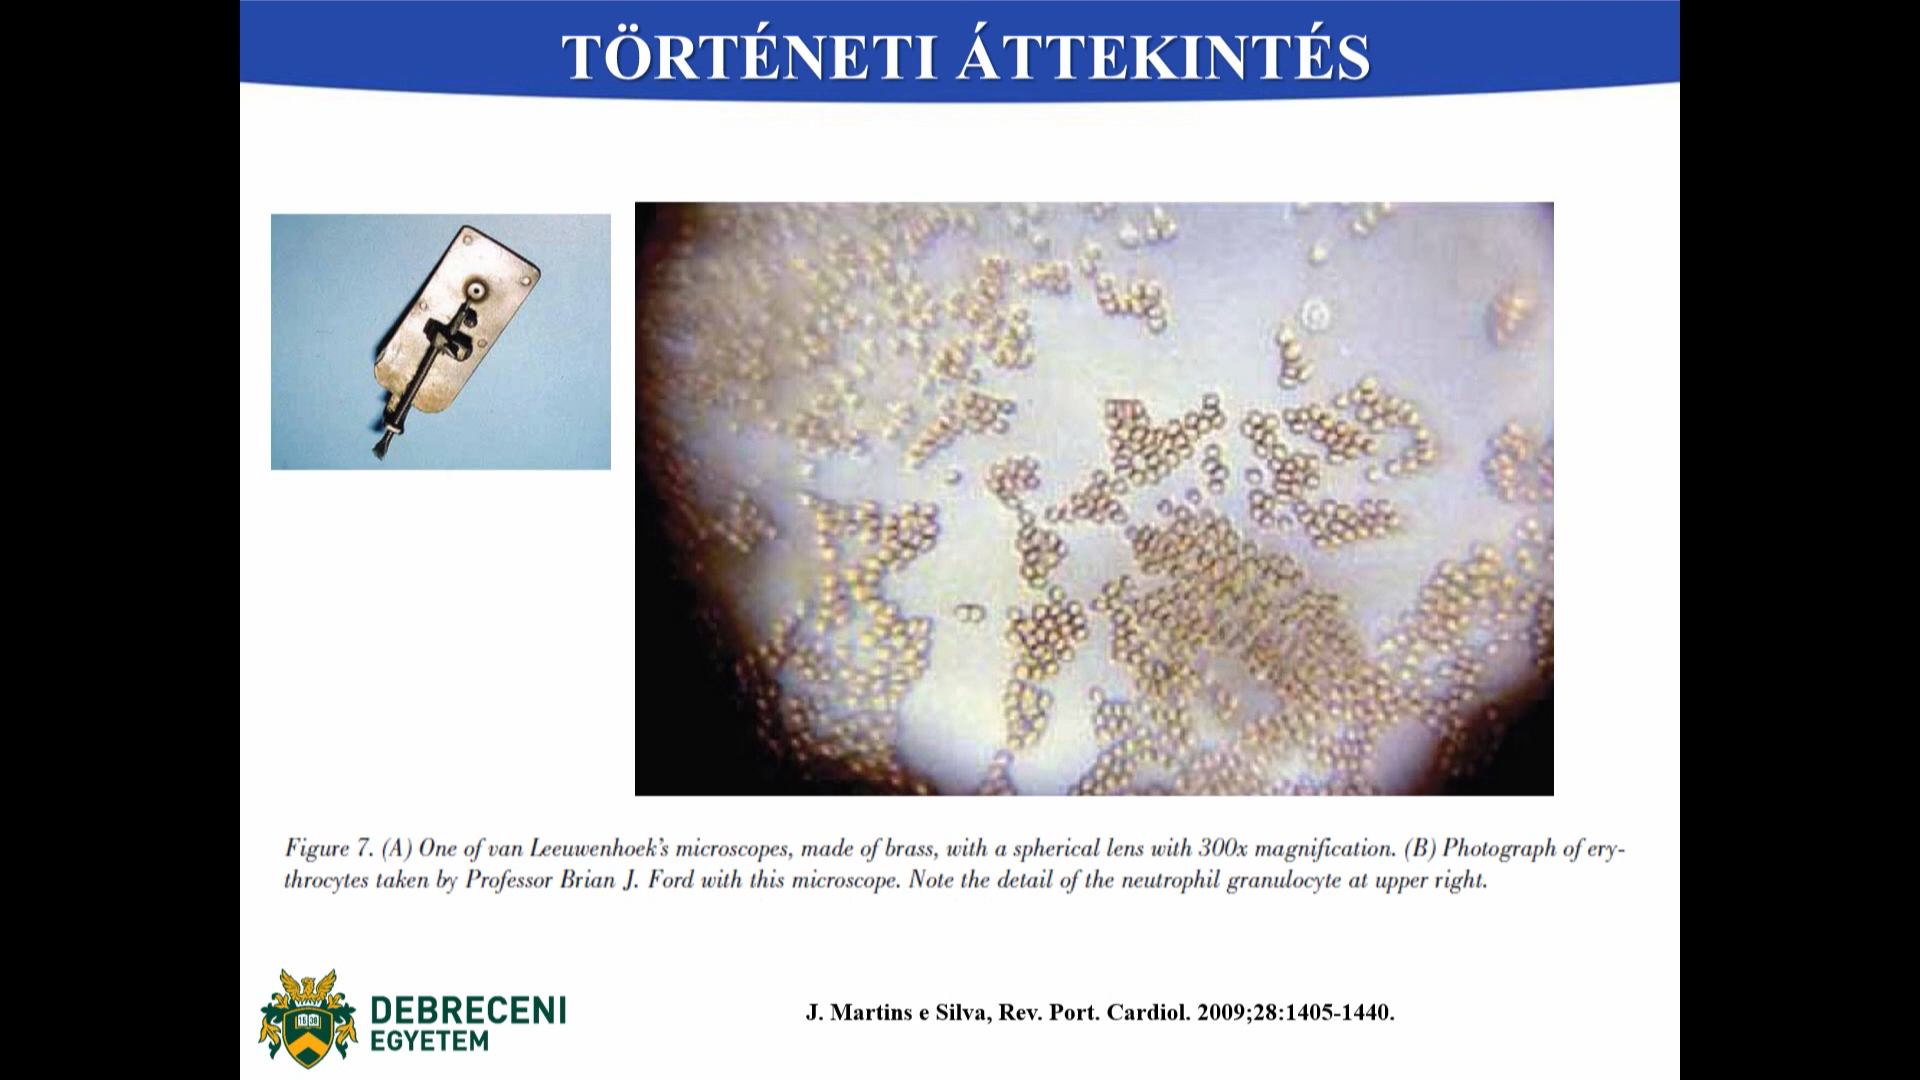 TÖRTÉNETI ÁTTEKINTÉS
Figure 7. (A) One of van Leeuwenhoek's microscopes, made of brass, with a spherical lens with 300x magnification. (B) Photograph of ery-
throcytes taken by Professor Brian J. Ford with this microscope. Note the detail of the neutrophil granulocyte at upper right.
1638
DEBRECENI
EGYETEM
J. Martins e Silva, Rev. Port. Cardiol. 2009;28:1405-1440.